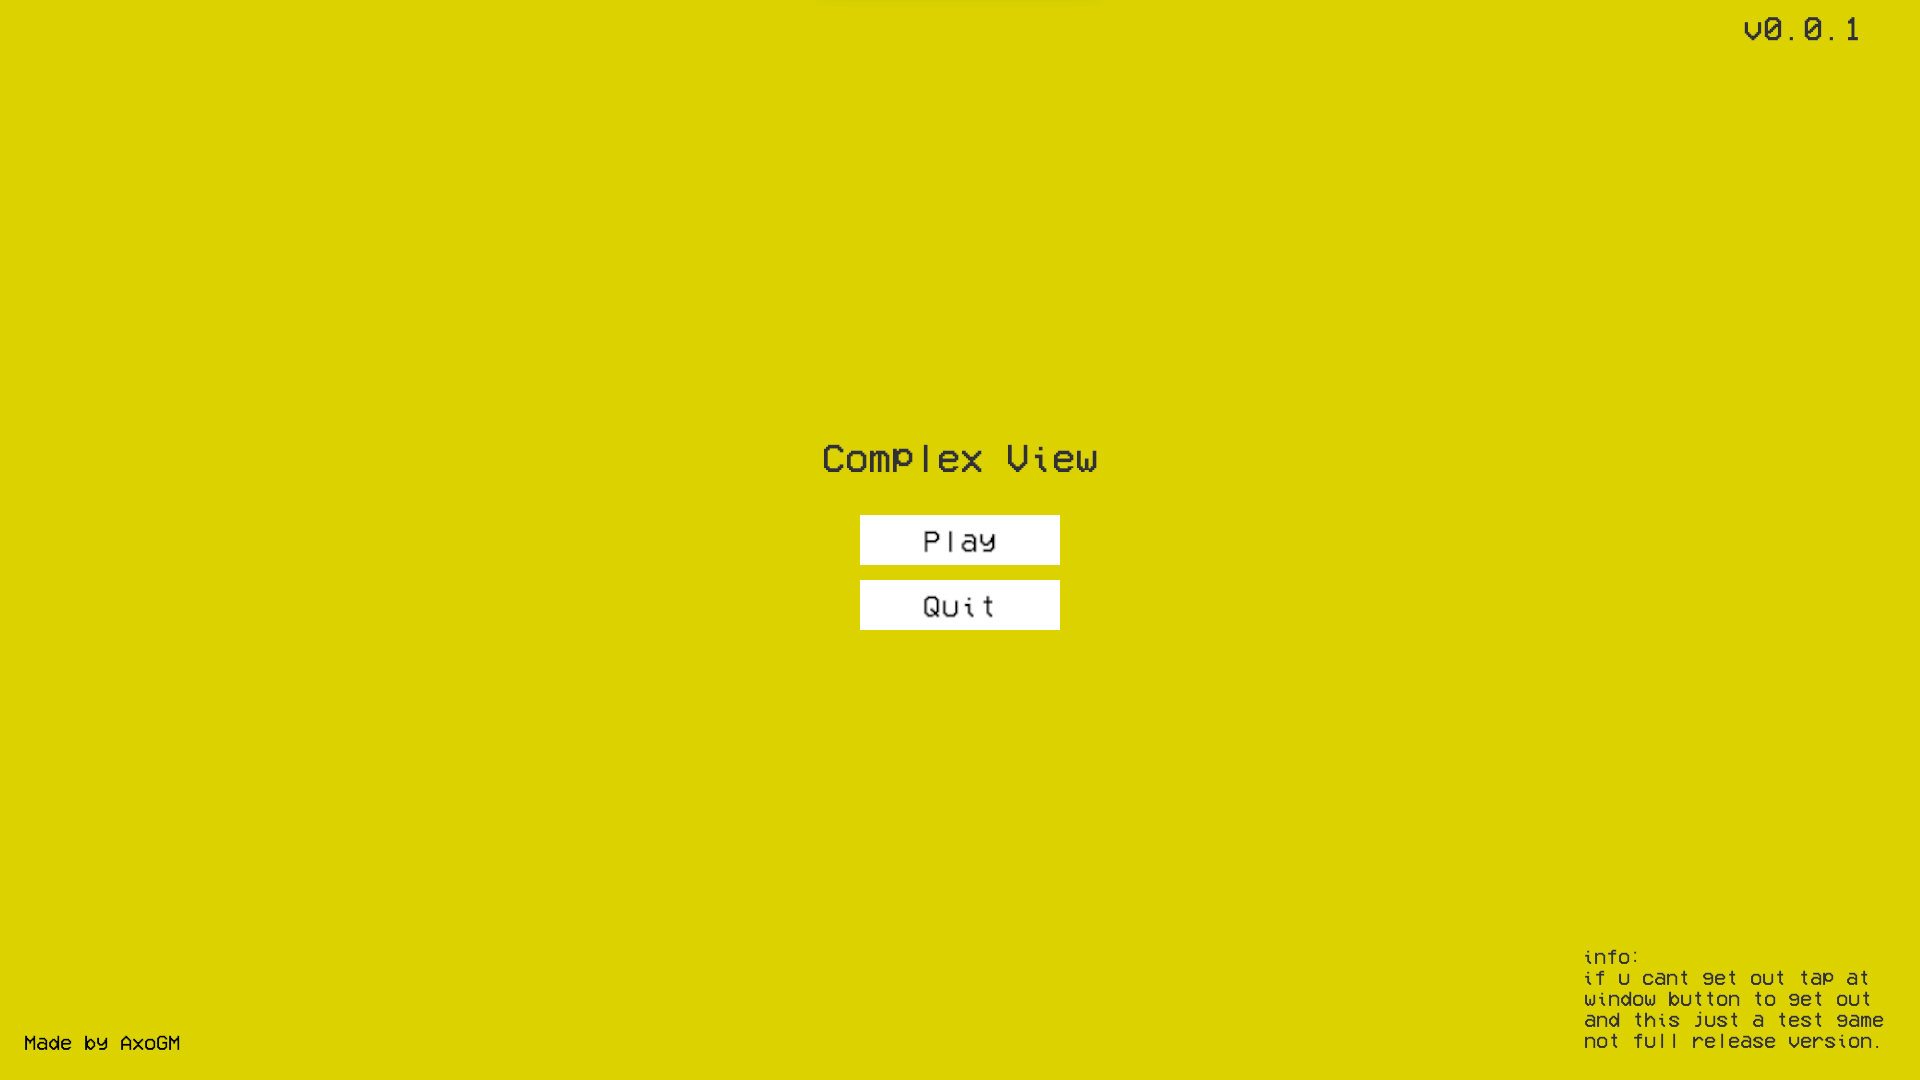 v0.0.1
Complex View
Play
Quit
info:
if u cant get out tap at
window button to get out
and this just a test game
not full release version.
Made by AxoGM